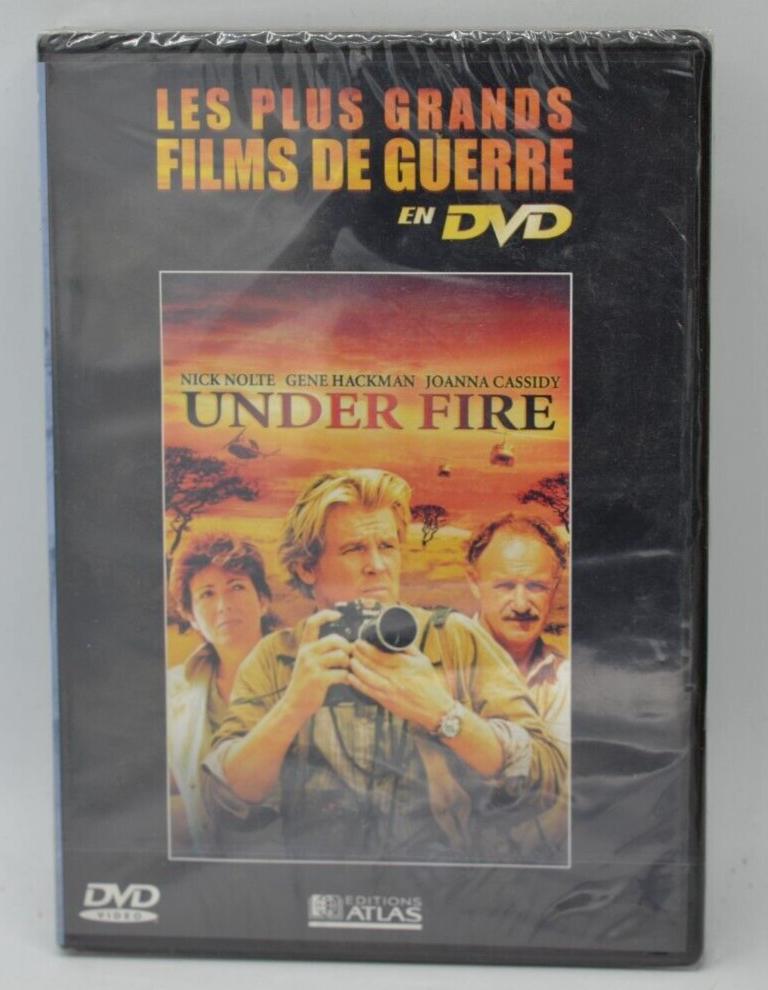 LES PLUS GRANDS
FILMS DE GUERRE
EN DVD
NICK NOLTE GENE HACKMAN JOANNA CASSIDY
UNDER FIRE
DVD
VIDEO
EDITIONS
ATLAS